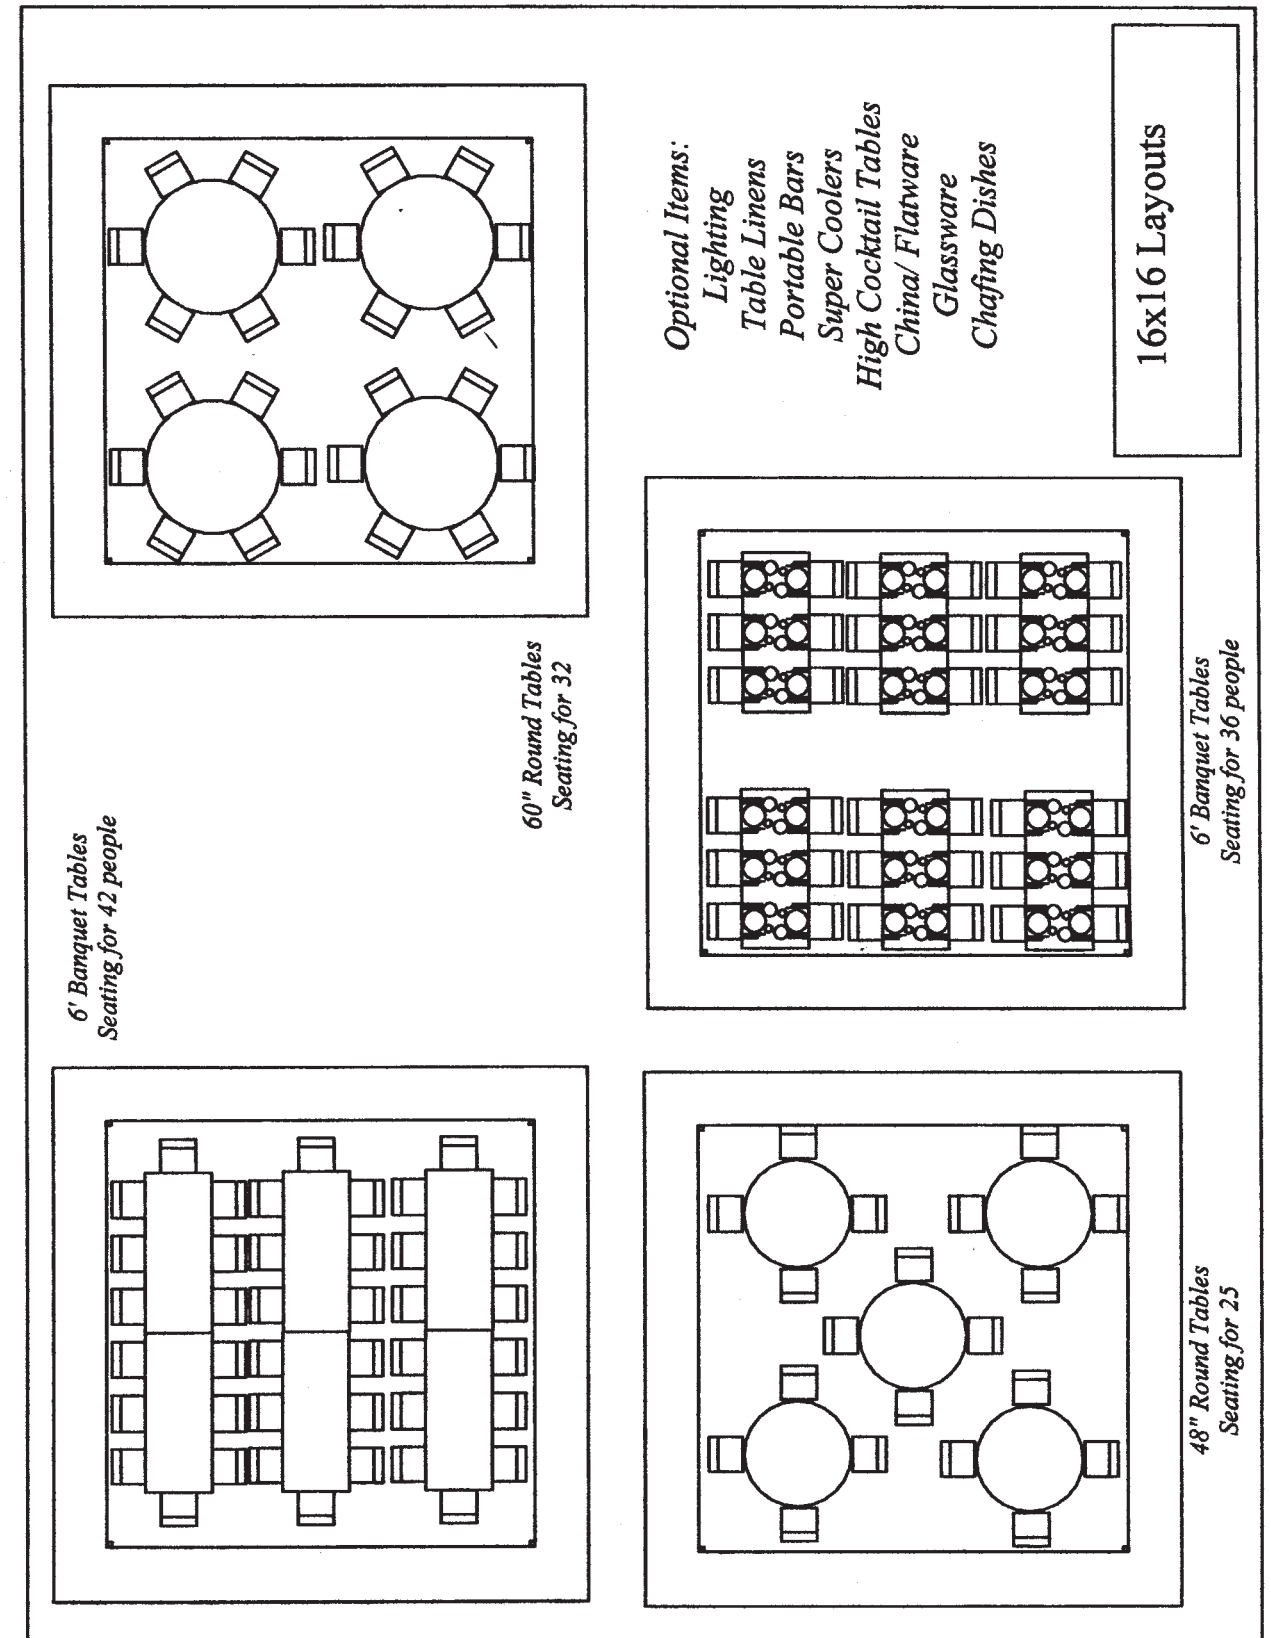 6' Banquet Tables
Seating for 42 people
60" Round Tables
Seating for 32
Optional Items:
Lighting
Table Linens
Portable Bars
Super Coolers
High Cocktail Tables
China/ Flatware
Glassware
Chafing Dishes
48" Round Tables
Seating for 25
6' Banquet Tables
Seating for 36 people
16x16 Layouts